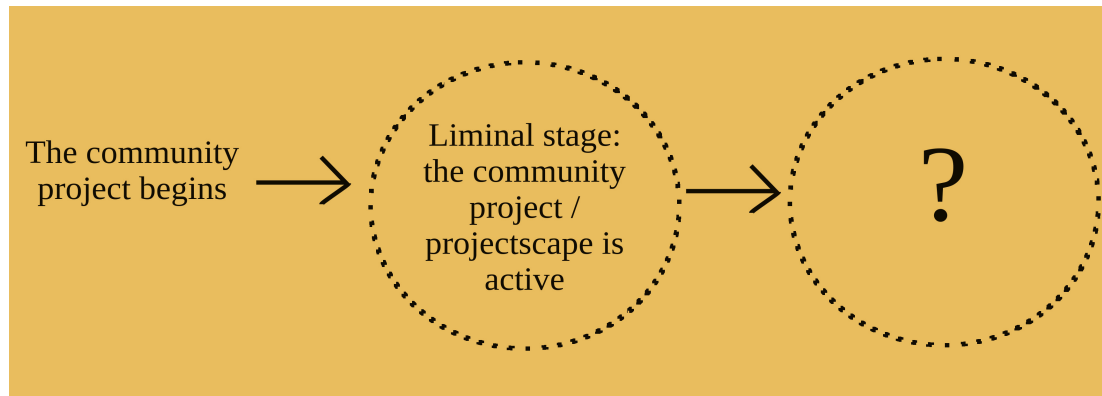 The community
project begins
Liminal stage:
the community
project /
projectscape is
active
?